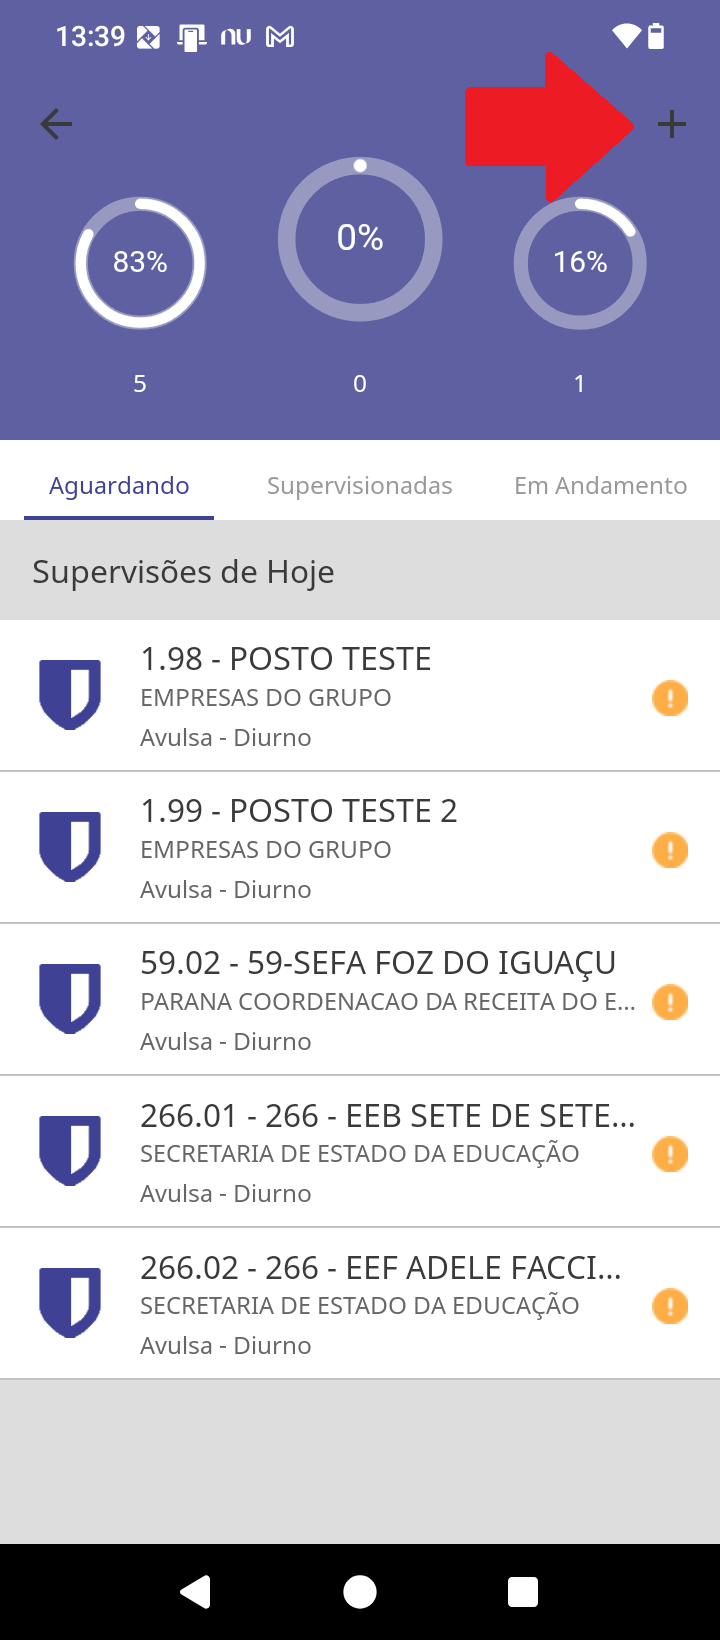 13:39
83%
0%
16%
5
0
1
Aguardando
Supervisionadas
Em Andamento
Supervisões de Hoje
1.98 - POSTO TESTE
EMPRESAS DO GRUPO
Avulsa - Diurno
1.99 - POSTO TESTE 2
EMPRESAS DO GRUPO
Avulsa - Diurno
59.02 - 59-SEFA FOZ DO IGUAÇU
PARANA COORDENACAO DA RECEITA DO E...
Avulsa - Diurno
266.01 - 266 - EEB SETE DE SETE...
SECRETARIA DE ESTADO DA EDUCAÇÃO
Avulsa - Diurno
266.02 - 266 - EEF ADELE FACCI...
SECRETARIA DE ESTADO DA EDUCAÇÃO
Avulsa - Diurno